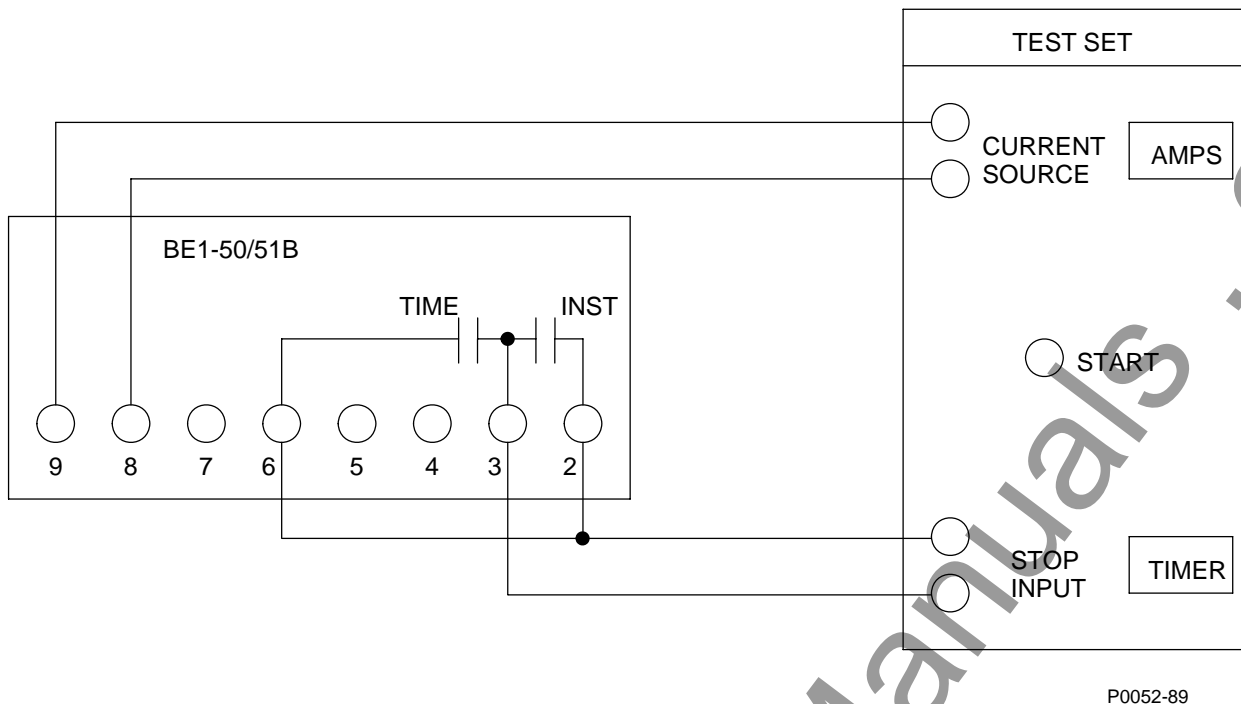 TEST SET
CURRENT
SOURCE
AMPS
BE1-50/51B
TIME
INST
START
9 8 7 6 5 4 3 2
STOP
INPUT
TIMER
Manuals
P0052-89